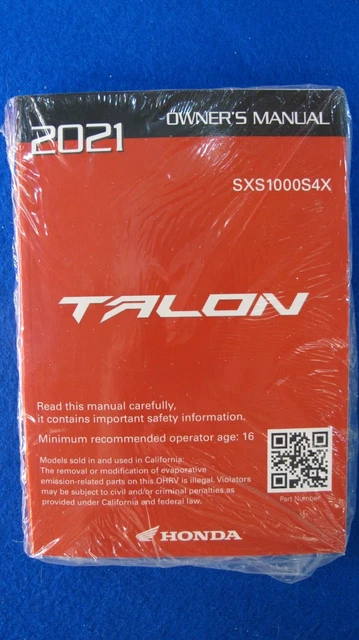 OWNER'S MANUAL
2021
SXS1000S4X
TALON
Read this manual carefully,
it contains important safety information.
Minimum recommended operator age: 16
Models sold in and used in California:
The removal or modification of evaporative
emission-related parts on this OHRV is illegal. Violators
may be subject to civil and/or criminal penalties as
provided under California and federal law.
Part Number
HONDA